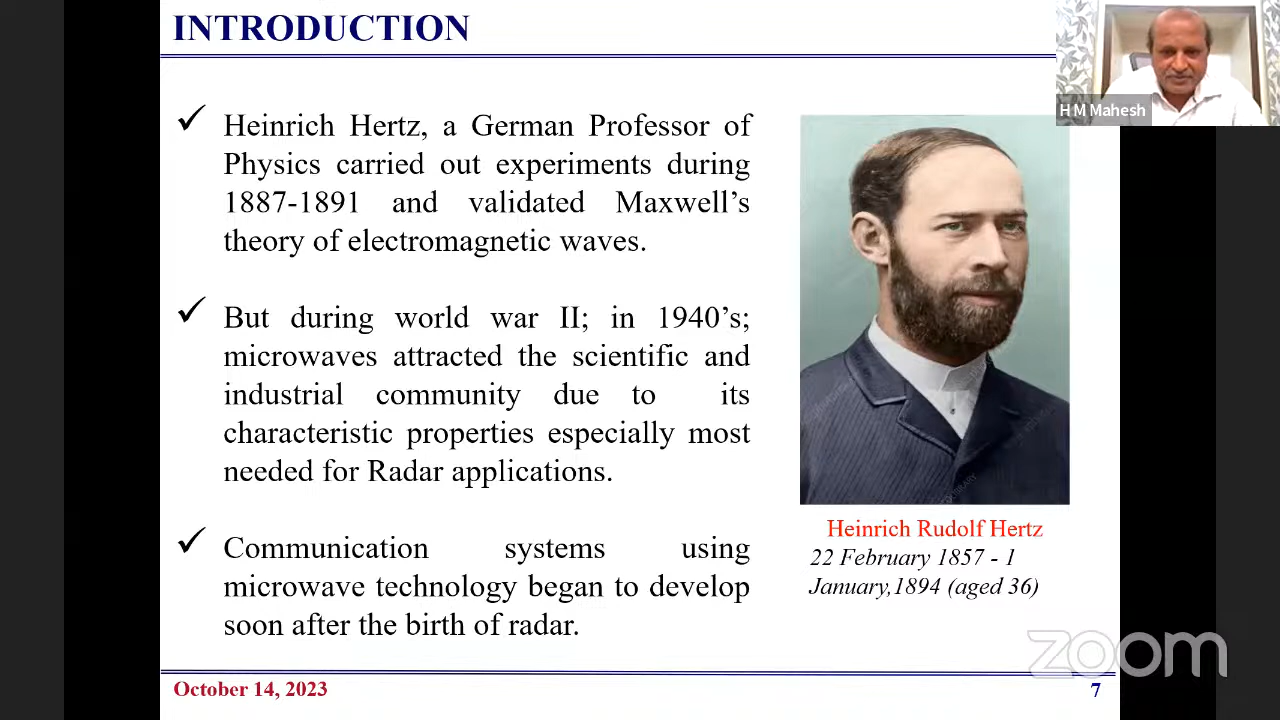 INTRODUCTION
H M Mahesh
✓ Heinrich Hertz, a German Professor of
Physics carried out experiments during
1887-1891 and validated Maxwell's
theory of electromagnetic waves.
✓ But during world war II; in 1940's;
microwaves attracted the scientific and
industrial community due to its
characteristic properties especially most
needed for Radar applications.
✓ Communication systems using
microwave technology began to develop
soon after the birth of radar.
Heinrich Rudolf Hertz
22 February 1857 - 1
January,1894 (aged 36)
zoom
October 14, 2023
7